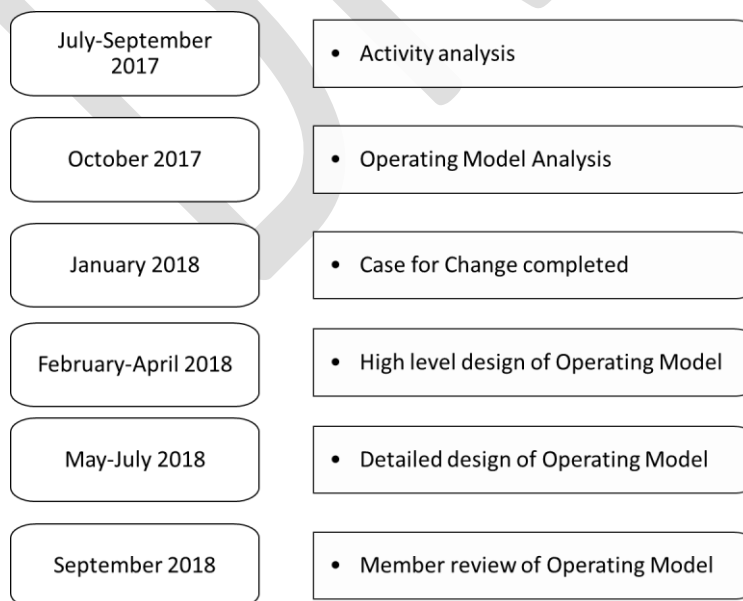 July-September
2017
• Activity analysis
October 2017
• Operating Model Analysis
January 2018
• Case for Change completed
February-April 2018
• High level design of Operating Model
May-July 2018
• Detailed design of Operating Model
September 2018
• Member review of Operating Model